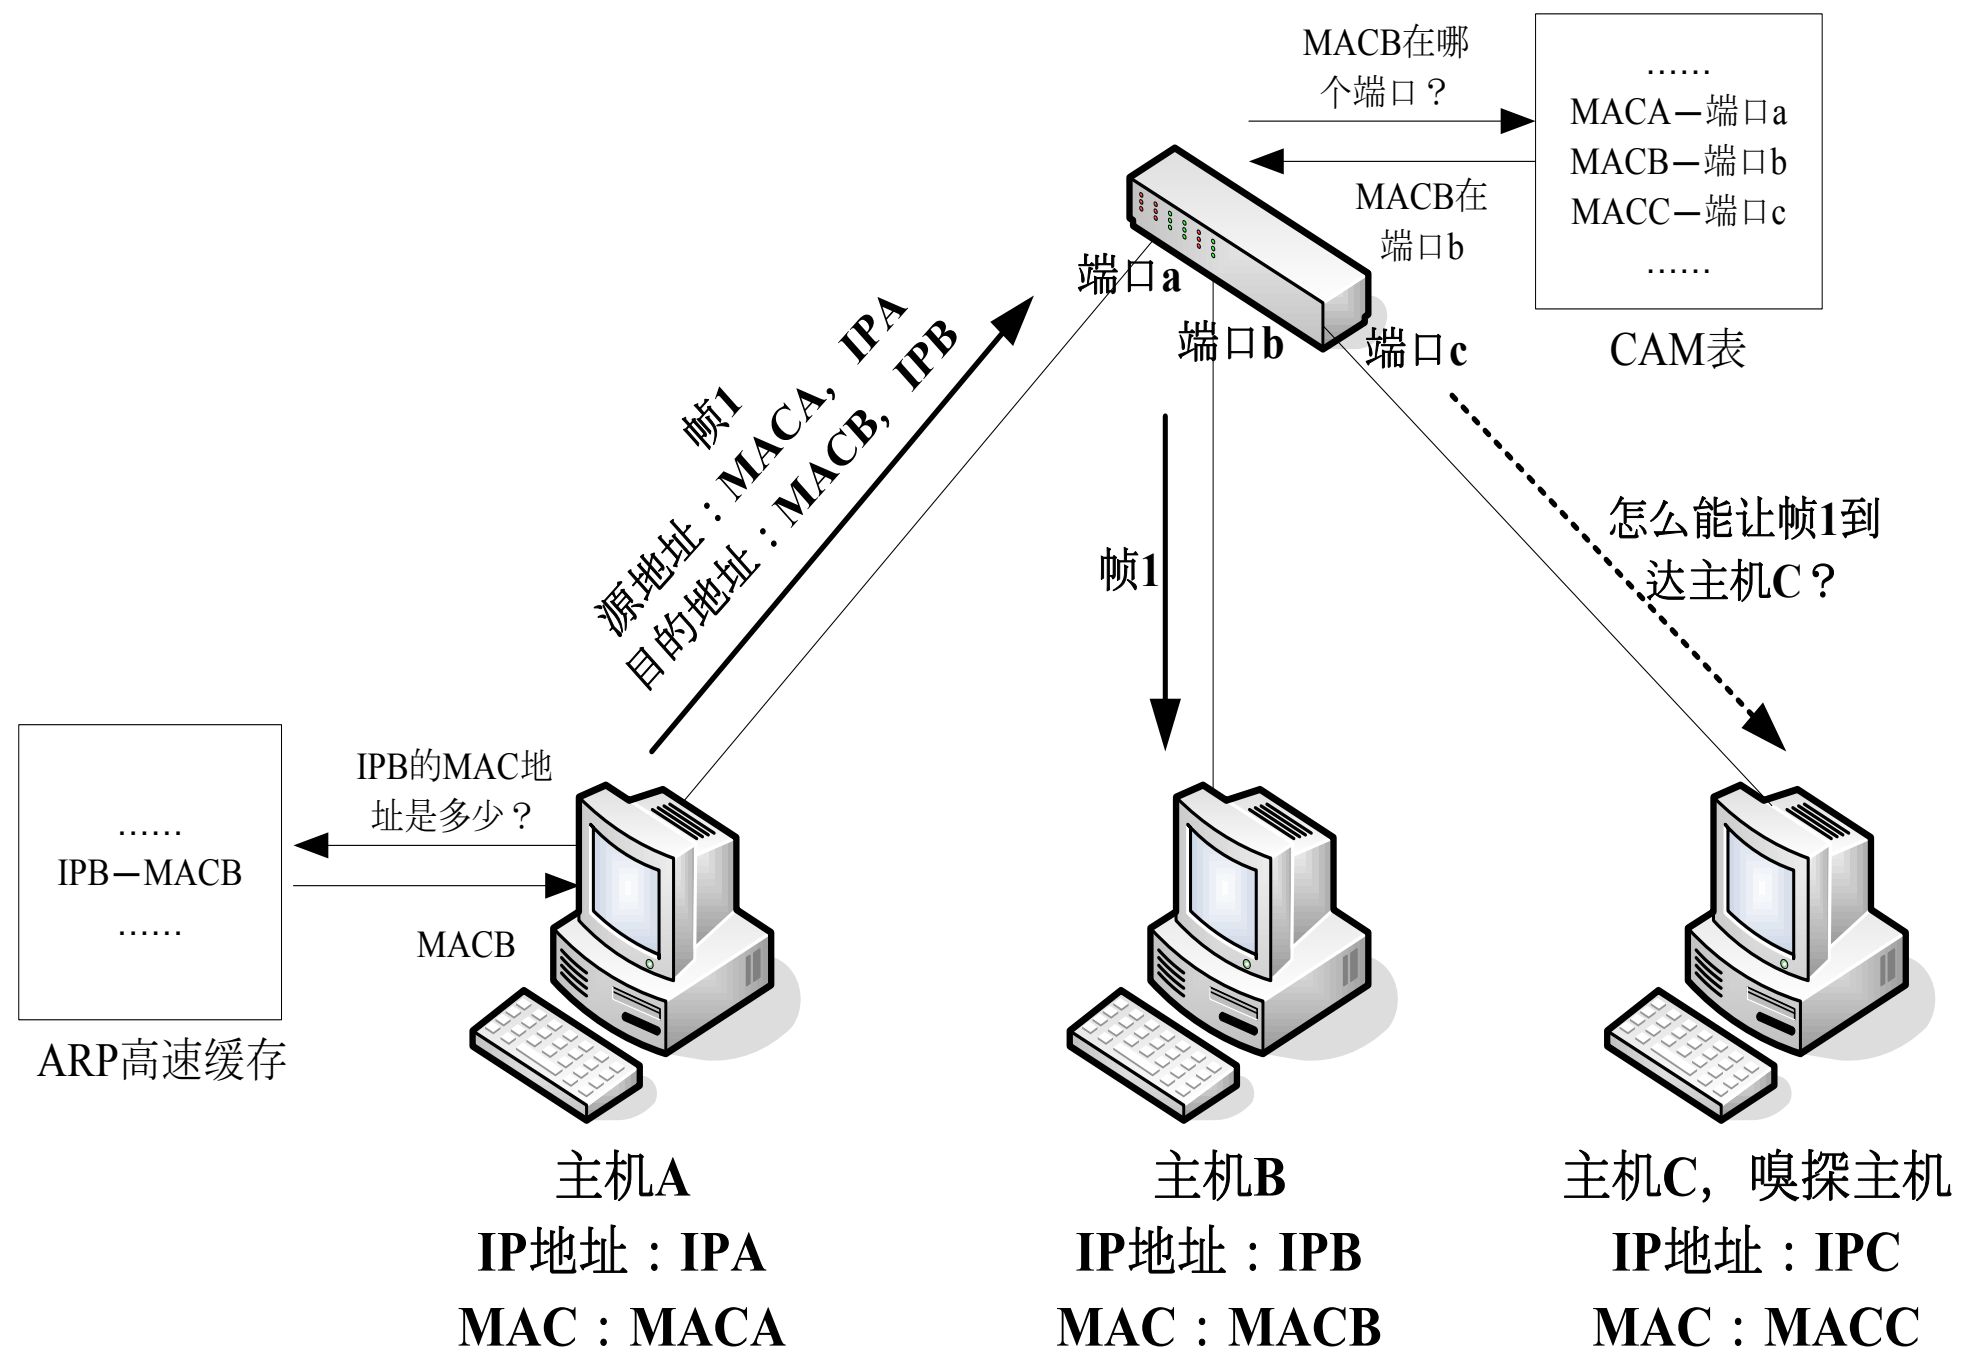 MACB在哪
个端口？
MACB在
端口b
……
MACA—端口a
MACB—端口b
MACC—端口c
……
CAM表
端口a
端口b
端口c
帧1
源地址：MACA，IPA
目的地址：MACB，IPB
帧1
怎么能让帧1到
达主机C？
IPB的MAC地
址是多少？
MACB
……
IPB—MACB
……
ARP高速缓存
主机A
IP地址：IPA
MAC：MACA
主机B
IP地址：IPB
MAC：MACB
主机C，嗅探主机
IP地址：IPC
MAC：MACC